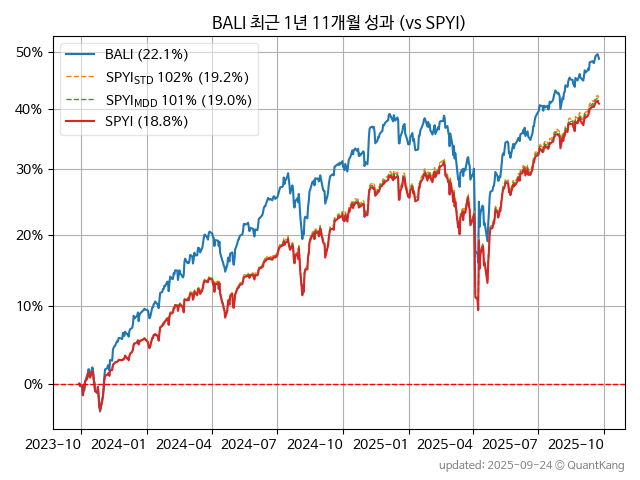 BALI 최근 1년 11개월 성과 (vs SPYI)
50%
40%
30%
20%
10%
0%
BALI (22.1%)
SPYI_STD 102% (19.2%)
SPYI_MDD 101% (19.0%)
SPYI (18.8%)
2023-10 2024-01 2024-04 2024-07 2024-10 2025-01 2025-04 2025-07 2025-10
updated: 2025-09-24 © QuantKang